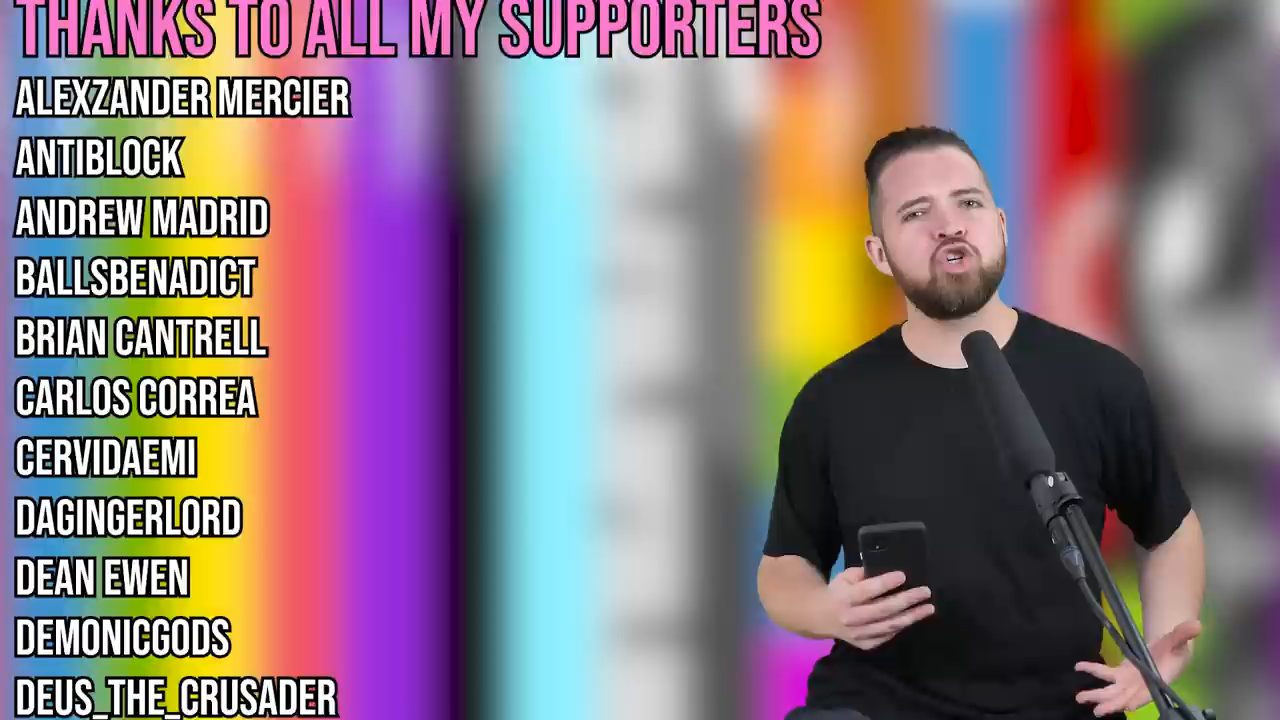 THANKS TO ALL MY SUPPORTERS
ALEXZANDER MERCIER
ANTIBLOCK
ANDREW MADRID
BALLSBENADICT
BRIAN CANTRELL
CARLOS CORREA
CERVIDAEMI
DAGINGERLORD
DEAN EWEN
DEMONICGODS
DEUS_THE_CRUSADER